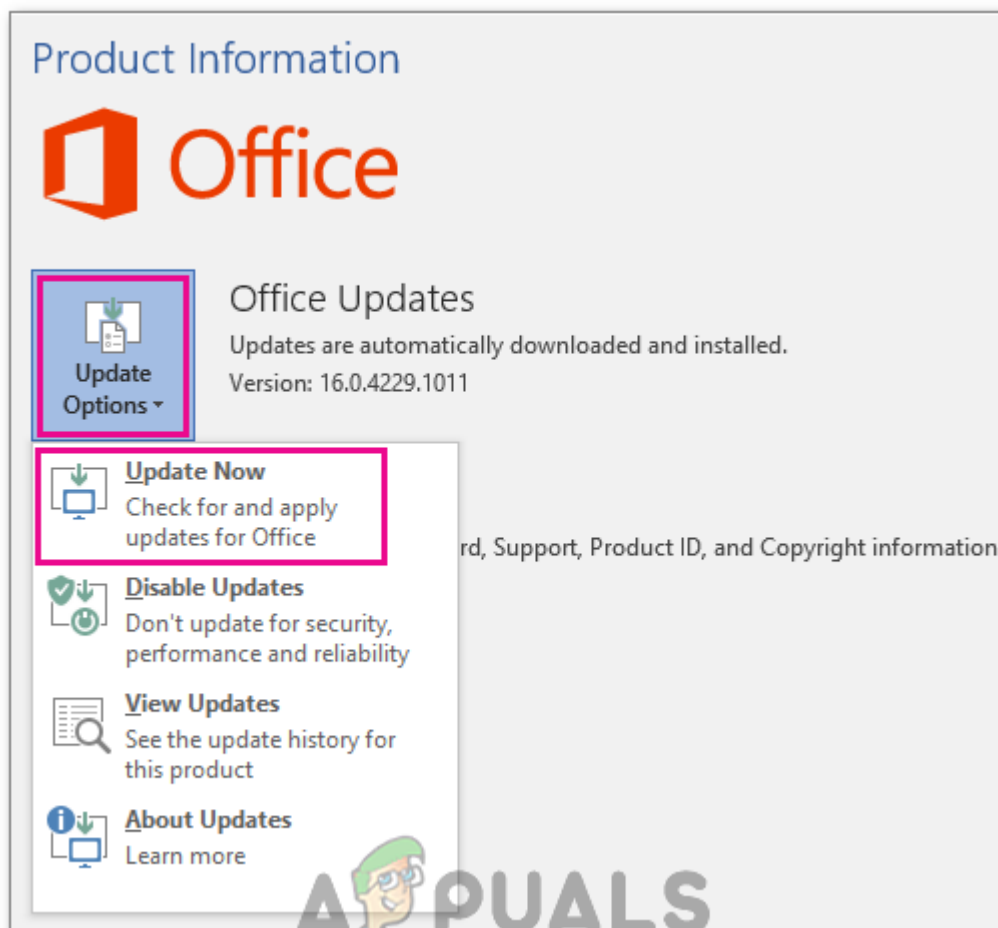 Product Information
Office
Office Updates
Updates are automatically downloaded and installed.
Version: 16.0.4229.1011
Update
Options
Update Now
Check for and apply
updates for Office
rd, Support, Product ID, and Copyright information
Disable Updates
Don't update for security,
performance and reliability
View Updates
See the update history for
this product
About Updates
Learn more
APPUALS